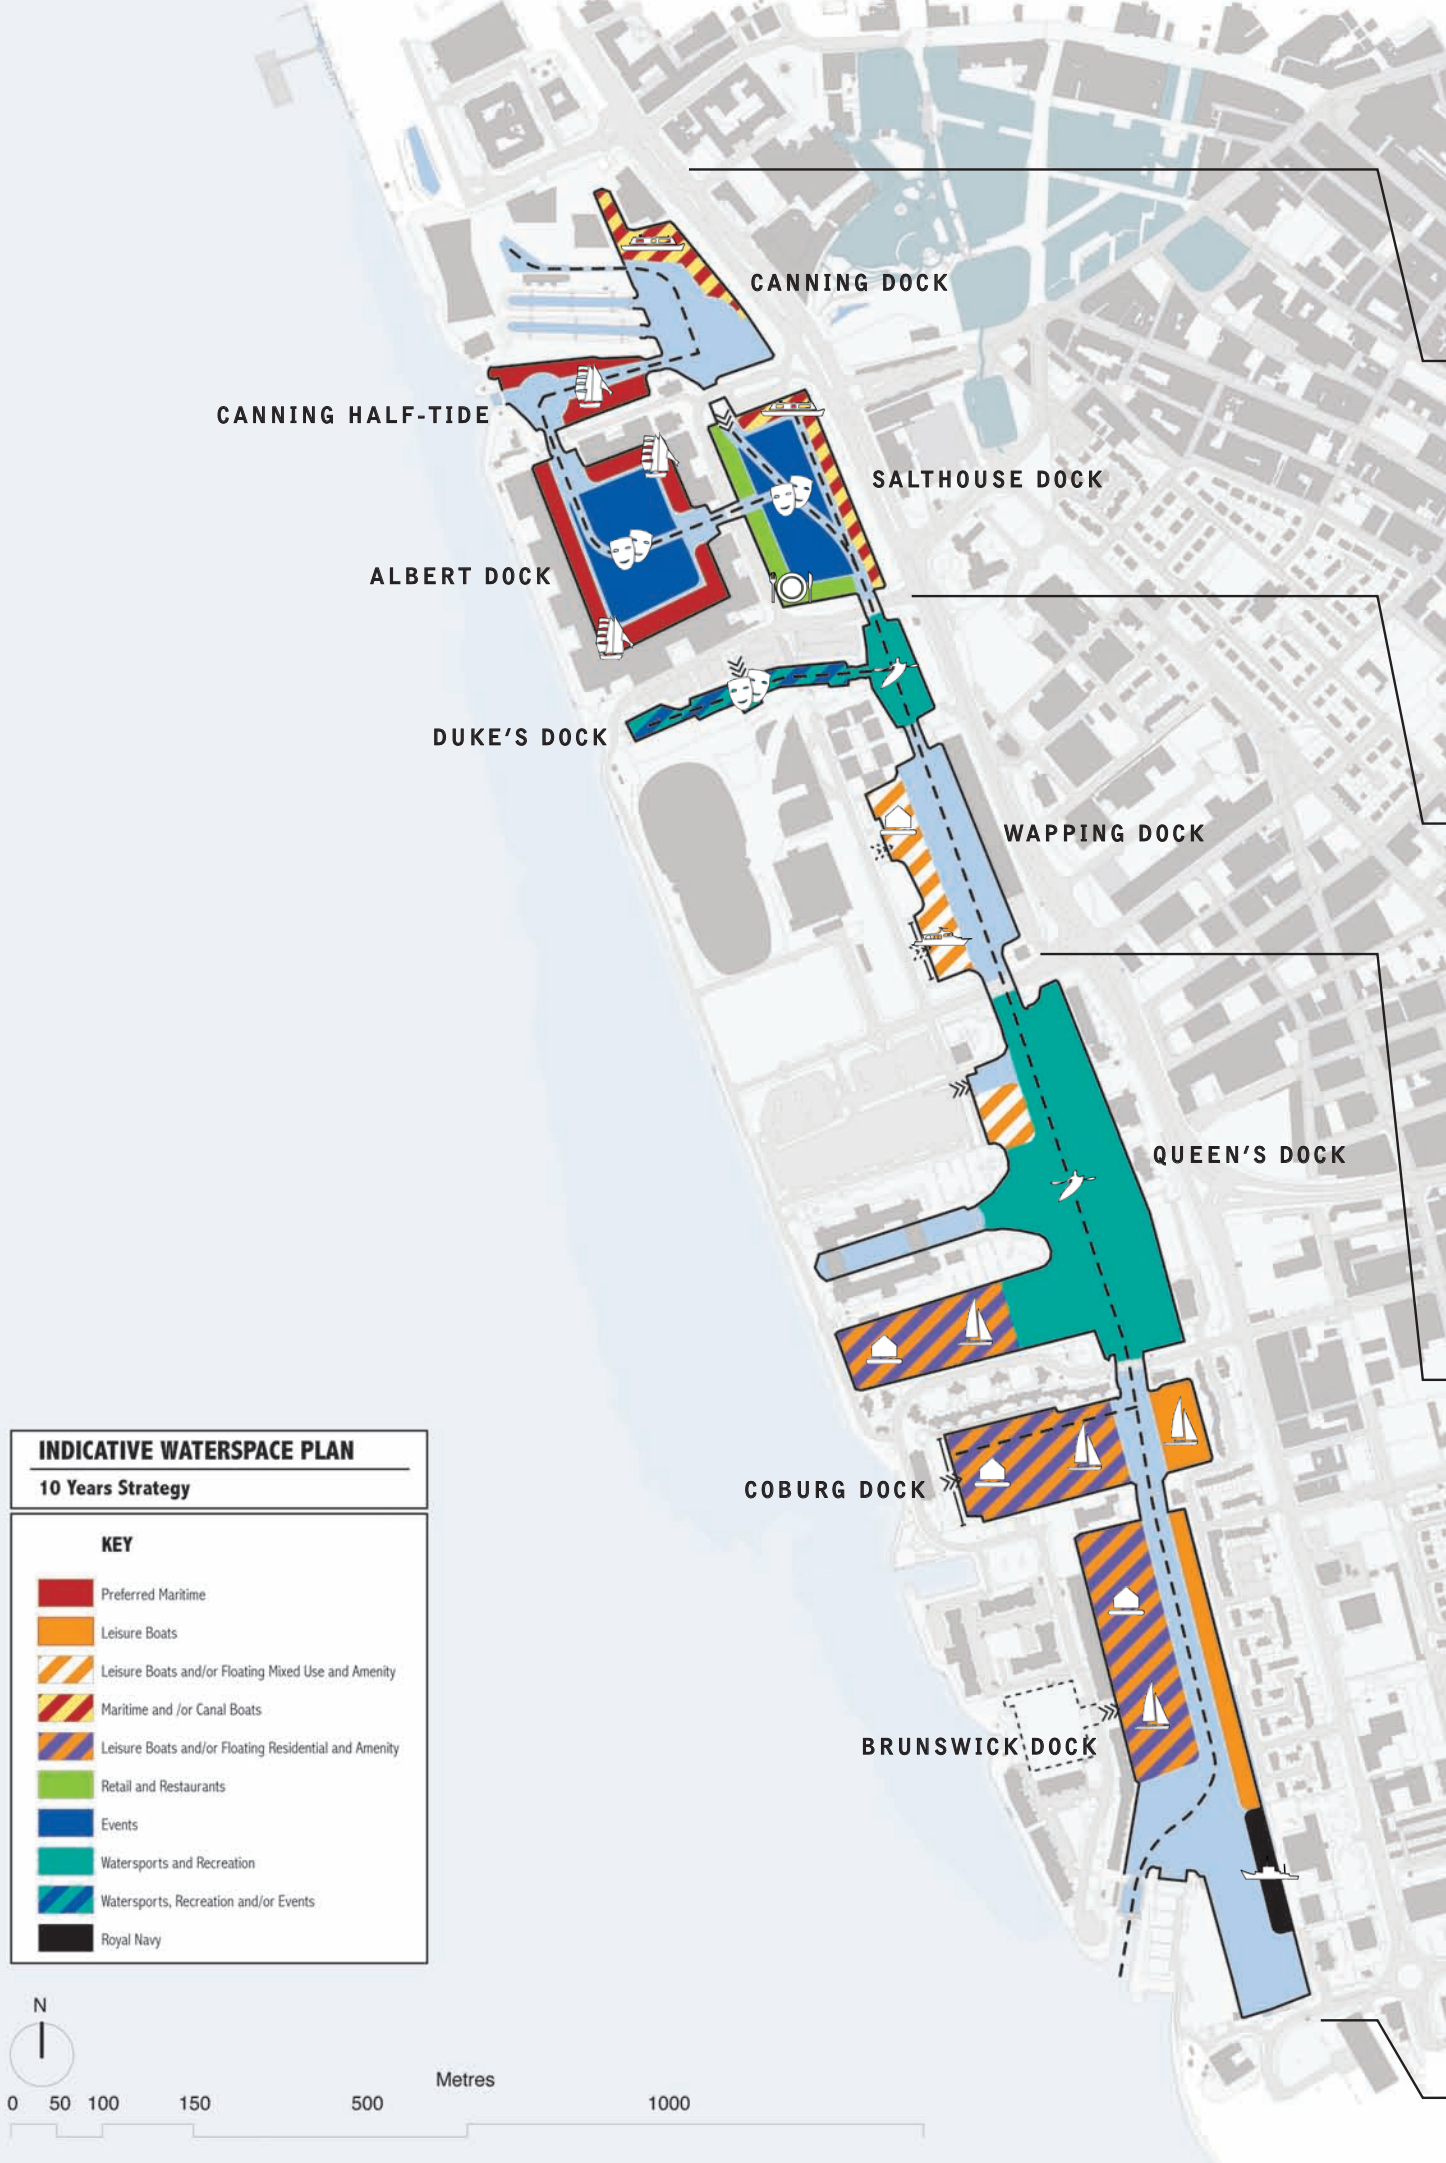 CANNING DOCK
CANNING HALF-TIDE
SALTHOUSE DOCK
ALBERT DOCK
DUKE'S DOCK
WAPPING DOCK
QUEEN'S DOCK
COBURG DOCK
BRUNSWICK DOCK
INDICATIVE WATERSPACE PLAN
10 Years Strategy
KEY
Preferred Maritime
Leisure Boats
Leisure Boats and/or Floating Mixed Use and Amenity
Maritime and /or Canal Boats
Leisure Boats and/or Floating Residential and Amenity
Retail and Restaurants
Events
Watersports and Recreation
Watersports, Recreation and/or Events
Royal Navy
N
Metres
0 50 100 150 500 1000